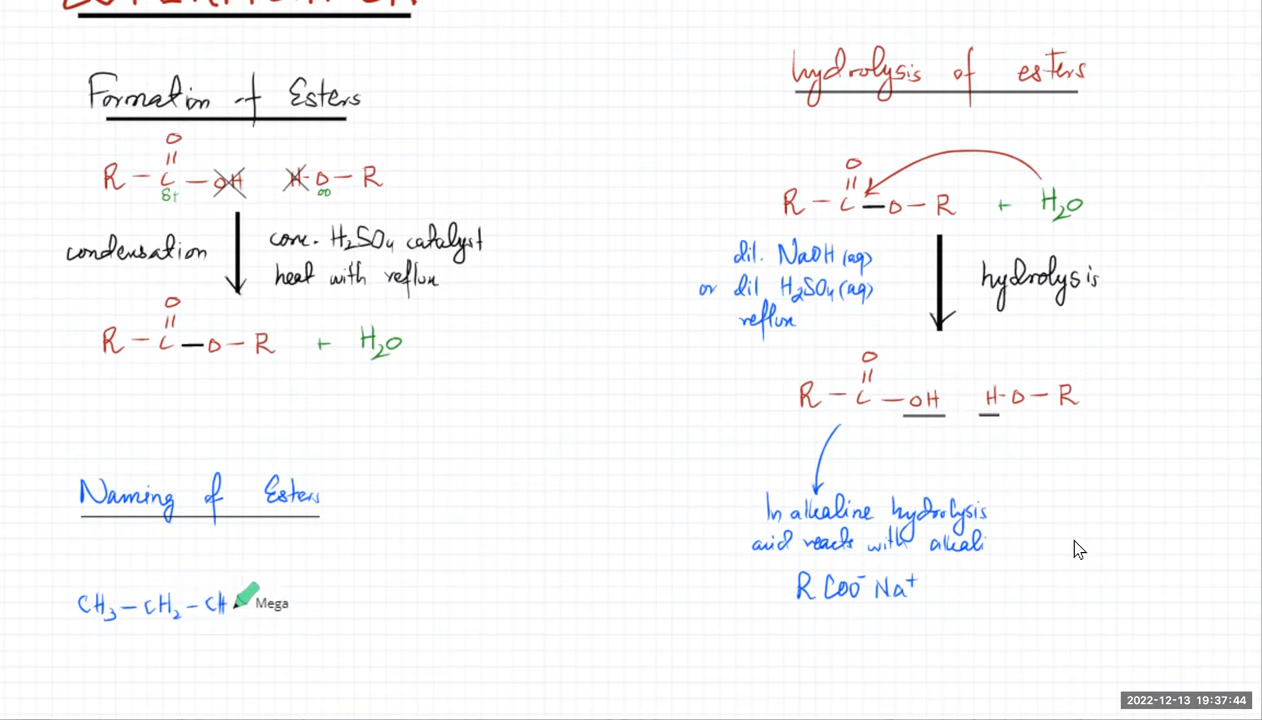 Formation of Esters
O
||
R - C - OH H - O - R
δ+
condensation
conc. H2SO4 catalyst
heat with reflux
O
||
R - C - O - R + H2O
Naming of Esters
CH3 - CH2 - CH
Mega
hydrolysis of esters
O
||
R - C - O - R + H2O
dil. NaOH (aq)
or dil H2SO4 (aq)
reflux
hydrolysis
O
||
R - C - OH H - O - R
In alkaline hydrolysis
acid reacts with alkali
RCOO- Na+
2022-12-13 19:37:44